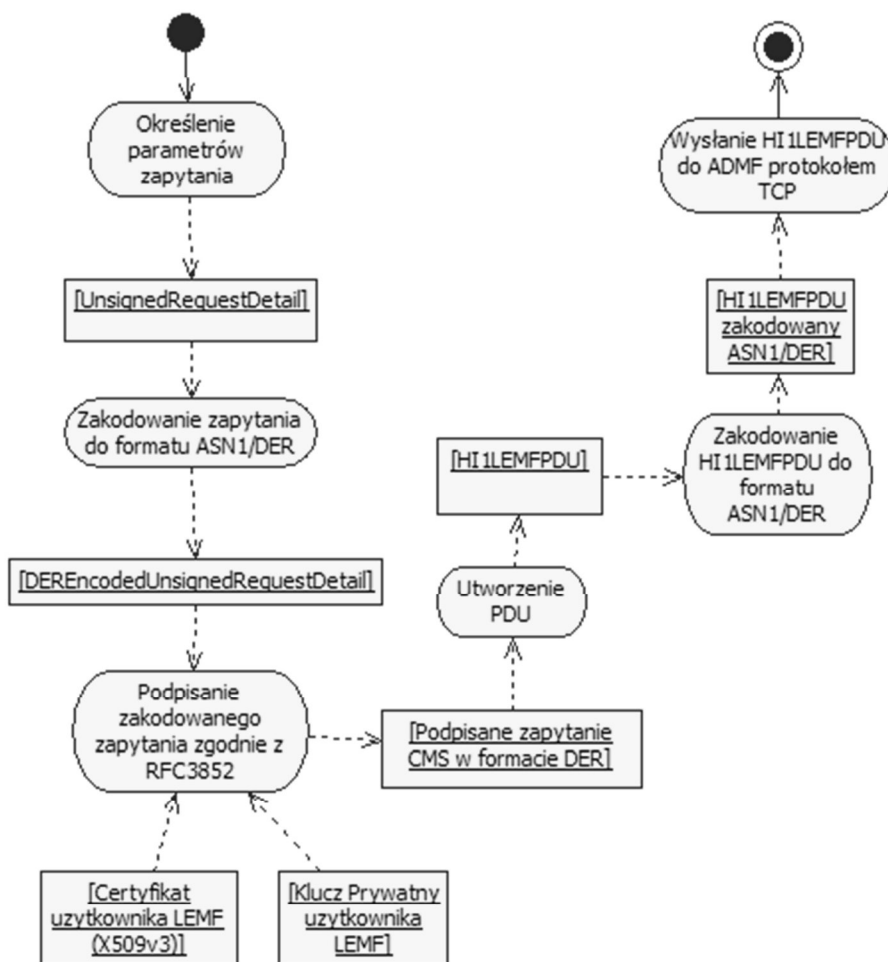 Określenie
parametrów
zapytania
[UnsignedRequestDetail]
Zakodowanie zapytania
do formatu ASN1/DER
[DEREncodedUnsignedRequestDetail]
Podpisanie
zakodowanego
zapytania zgodnie z
RFC3852
[Certyfikat
uzytkownika LEMF
(X509v3)]
[Klucz Prywatny
uzytkownika
LEMF]
[Podpisane zapytanie
CMS w formacie DER]
Utworzenie
PDU
[HI1LEMFPDU]
Zakodowanie
HI1LEMFPDU do
formatu
ASN1/DER
[HI1LEMFPDU
zakodowany
ASN1/DER]
Wysłanie HI1LEMFPDU
do ADMF protokołem
TCP